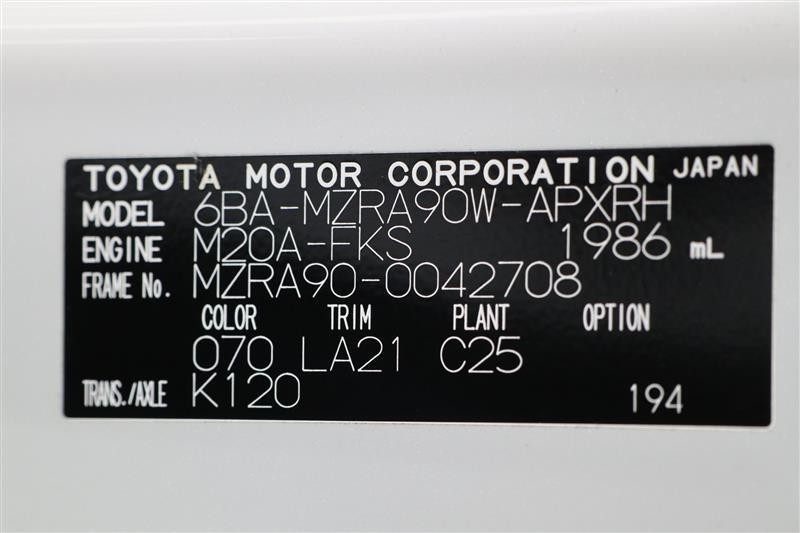 TOYOTA MOTOR CORPORATION JAPAN
MODEL 6BA-MZRA90W-APXRH
ENGINE M20A-FKS 1986 mL
FRAME No. MZRA90-0042708
COLOR TRIM PLANT OPTION
070 LA21 C25
TRANS./AXLE K120 194